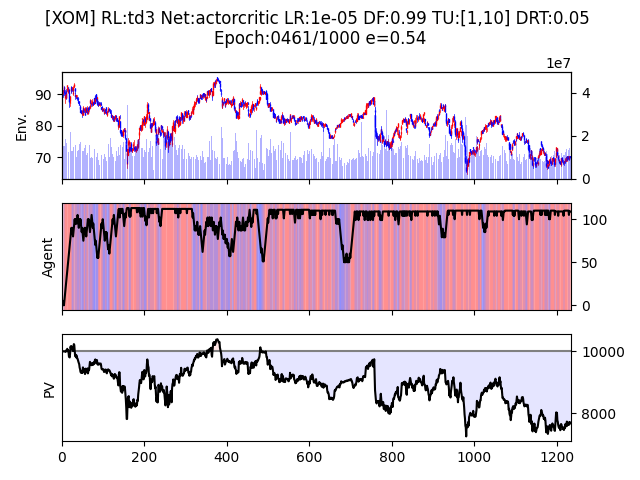 [XOM] RL:td3 Net:actorcritic LR:1e-05 DF:0.99 TU:[1,10] DRT:0.05
Epoch:0461/1000 e=0.54
1e7
Env.
90
80
70
4
2
0
Agent
100
50
0
PV
10000
8000
0 200 400 600 800 1000 1200